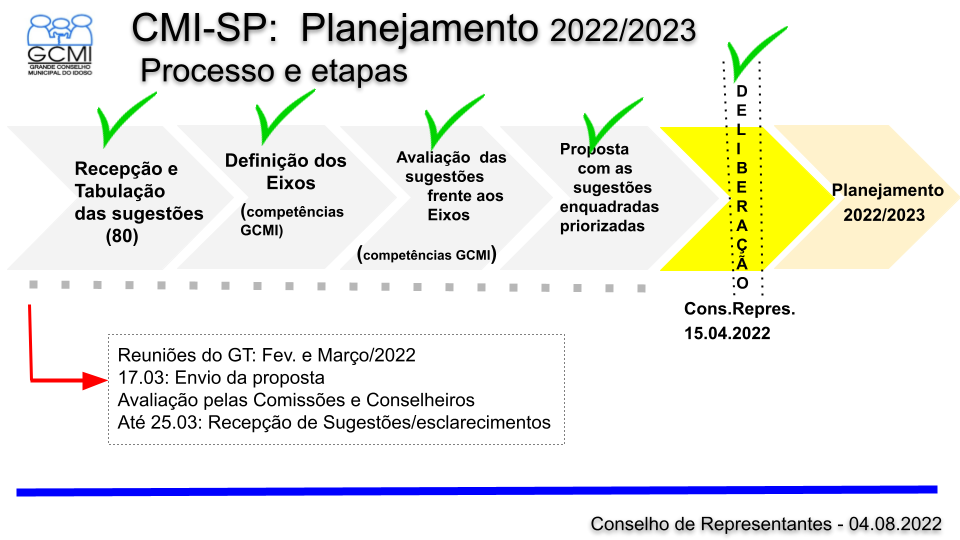 GCMI
GRANDE CONSELHO
MUNICIPAL DO IDOSO
CMI-SP: Planejamento 2022/2023
Processo e etapas
Recepção e
Tabulação
das sugestões
(80)
Definição dos
Eixos
(competências
GCMI)
Avaliação das
sugestões
frente aos
Eixos
(competências GCMI)
Proposta
com as
sugestões
enquadradas
priorizadas
DELIBERAÇÃO
Cons.Repres.
15.04.2022
Planejamento
2022/2023
Reuniões do GT: Fev. e Março/2022
17.03: Envio da proposta
Avaliação pelas Comissões e Conselheiros
Até 25.03: Recepção de Sugestões/esclarecimentos
Conselho de Representantes - 04.08.2022